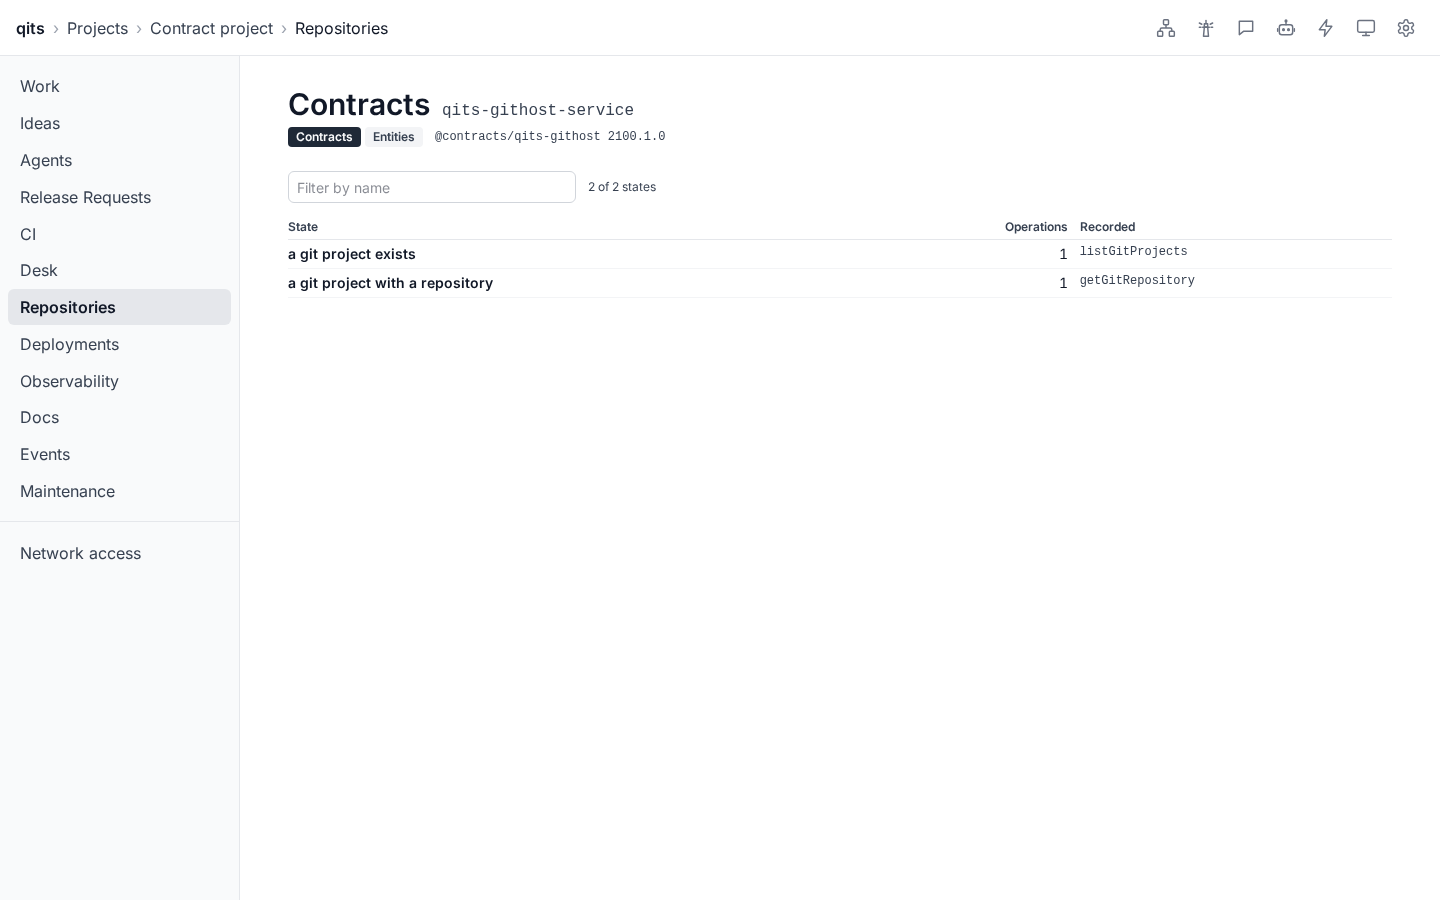 qits › Projects › Contract project › Repositories
Work
Ideas
Agents
Release Requests
CI
Desk
Repositories
Deployments
Observability
Docs
Events
Maintenance
Network access
Contracts qits-githost-service
Contracts Entities @contracts/qits-githost 2100.1.0
Filter by name 2 of 2 states
State Operations Recorded
a git project exists 1 listGitProjects
a git project with a repository 1 getGitRepository